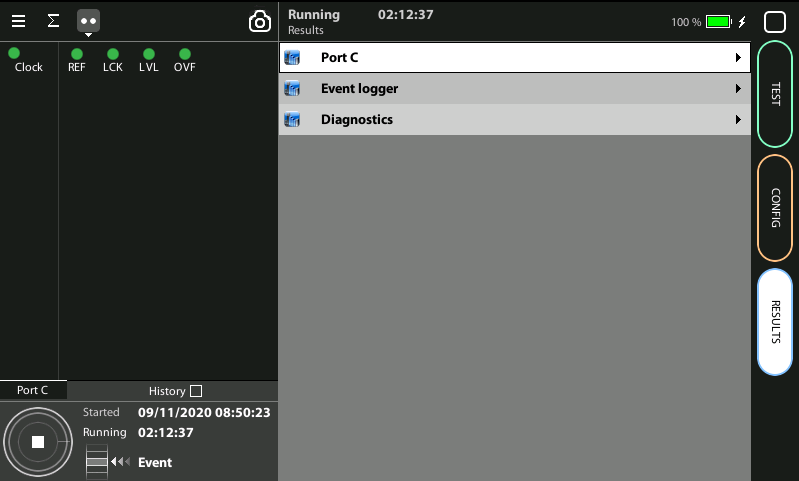 Running 02:12:37
Results
100 %
Clock REF LCK LVL OVF
Port C
Event logger
Diagnostics
TEST
CONFIG
RESULTS
Port C History
Started 09/11/2020 08:50:23
Running 02:12:37
Event